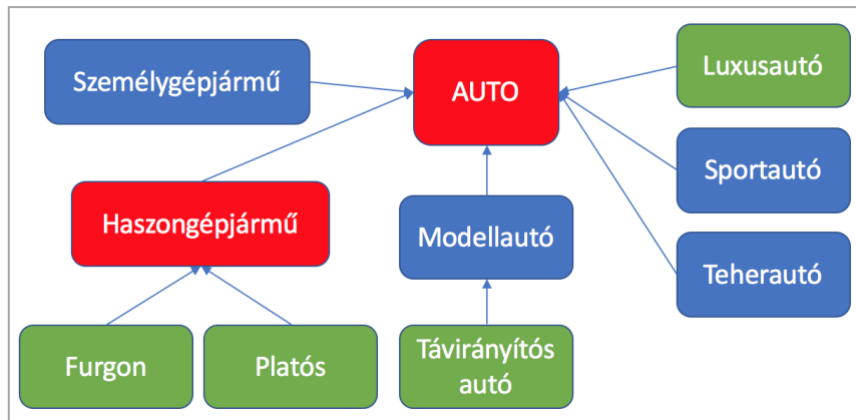 Személygépjármű
AUTO
Luxusautó
Sportautó
Haszongépjármű
Modellautó
Teherautó
Furgon
Platós
Távirányítós
autó